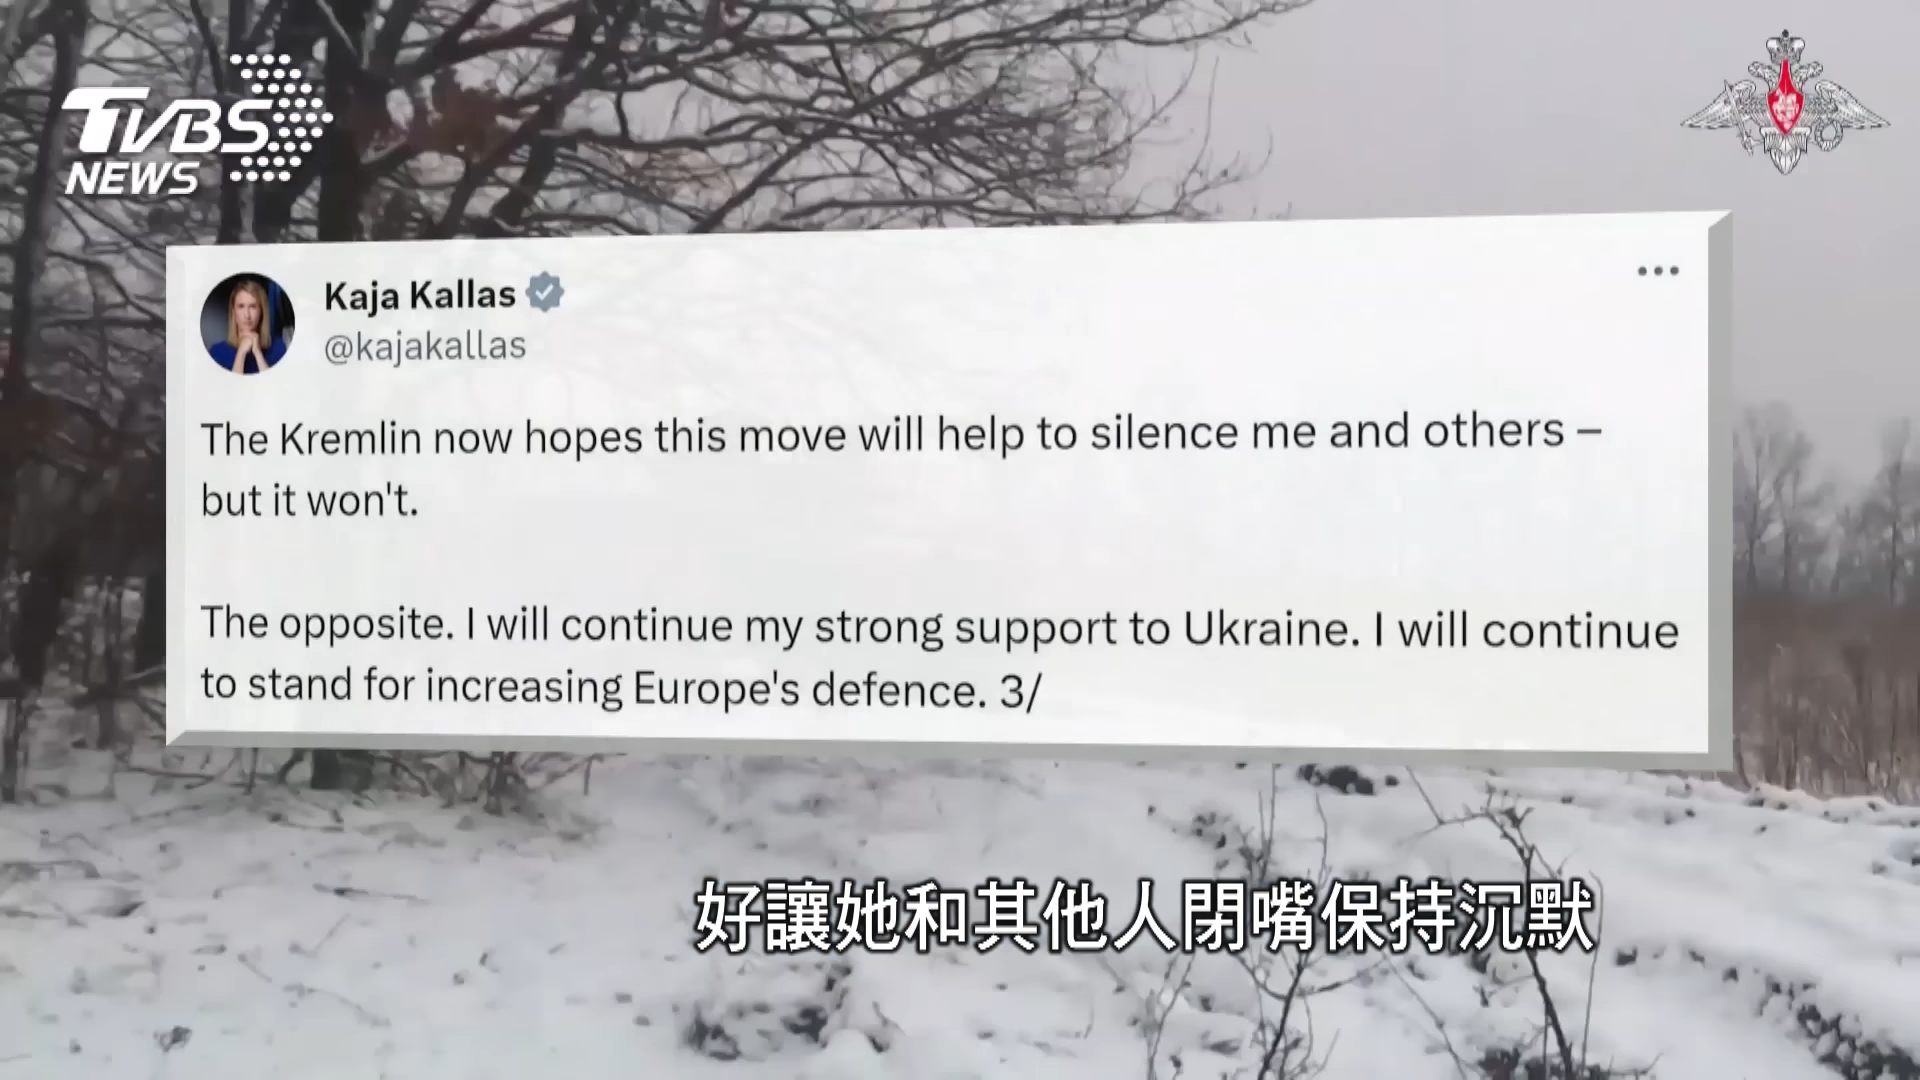 TVBS
NEWS
Kaja Kallas
@kajakallas
The Kremlin now hopes this move will help to silence me and others –
but it won't.
The opposite. I will continue my strong support to Ukraine. I will continue
to stand for increasing Europe's defence. 3/
好讓她和其他人閉嘴保持沉默